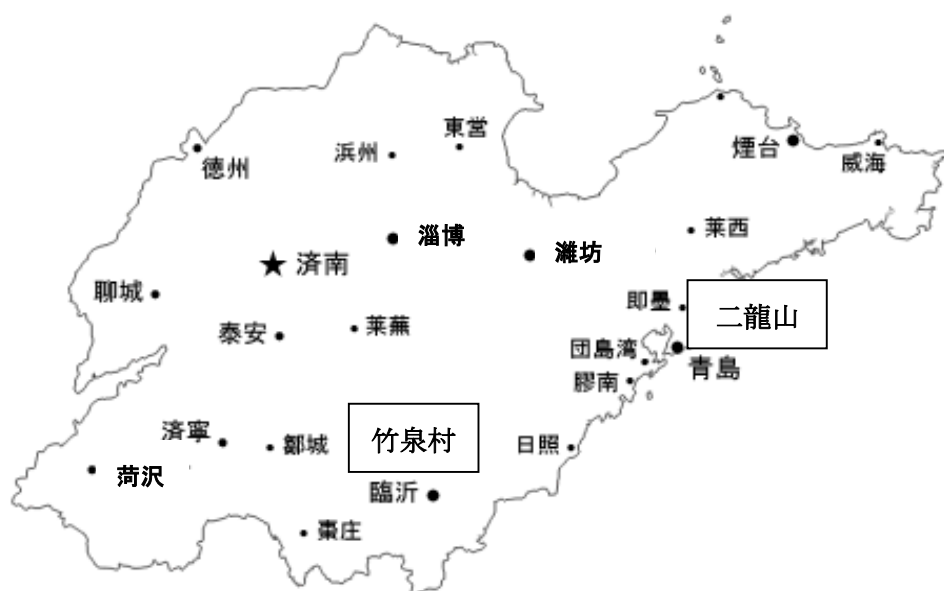 東営
浜州
徳州
煙台
威海
淄博
莱西
濰坊
★済南
聊城
即墨
二龍山
泰安
莱蕪
団島湾
青島
膠南
済寧
鄒城
竹泉村
日照
菏沢
臨沂
棗庄